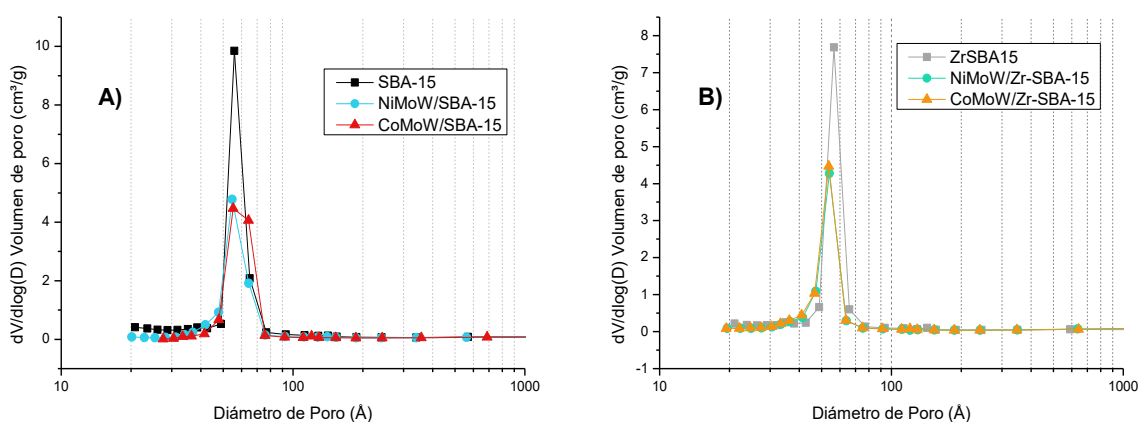 A)
SBA-15
NiMoW/SBA-15
CoMoW/SBA-15
dV/dlog(D) Volumen de poro (cm³/g)
10
8
6
4
2
0
10
100
1000
Diámetro de Poro (Å)
B)
ZrSBA15
NiMoW/Zr-SBA-15
CoMoW/Zr-SBA-15
dV/dlog(D) Volumen de poro (cm³/g)
8
7
6
5
4
3
2
1
0
-1
10
100
1000
Diámetro de Poro (Å)